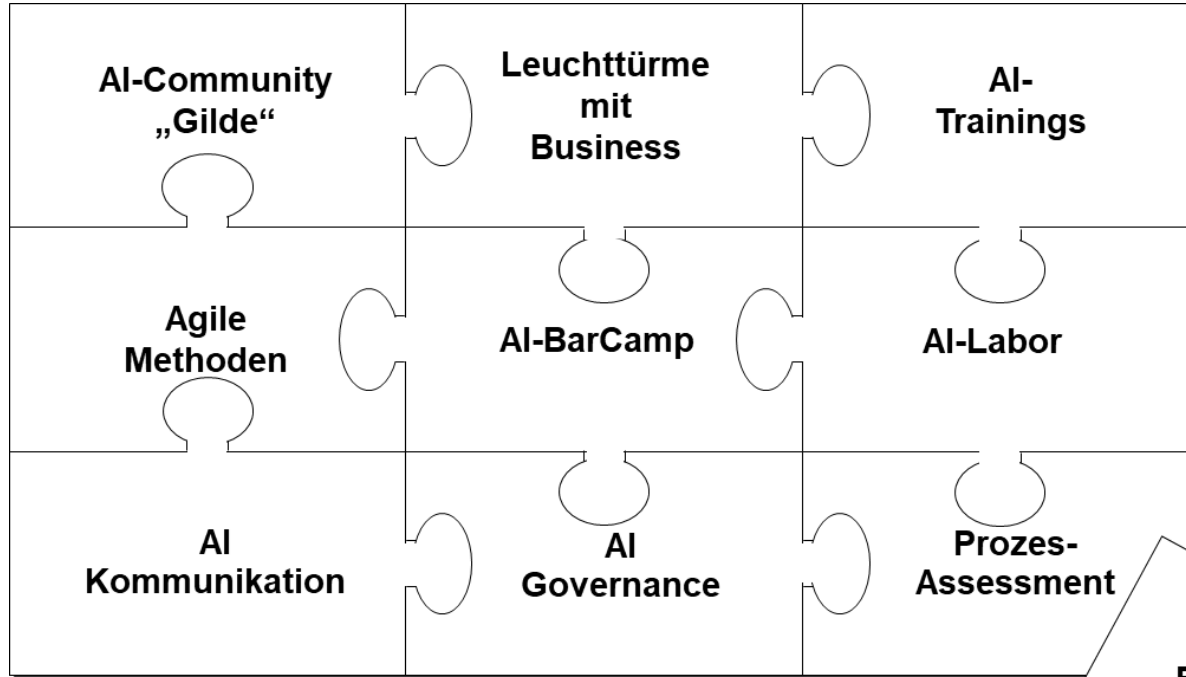 AI-Community
„Gilde“
Leuchttürme
mit
Business
AI-
Trainings
Agile
Methoden
AI-BarCamp
AI-Labor
AI
Kommunikation
AI
Governance
Prozes-
Assessment